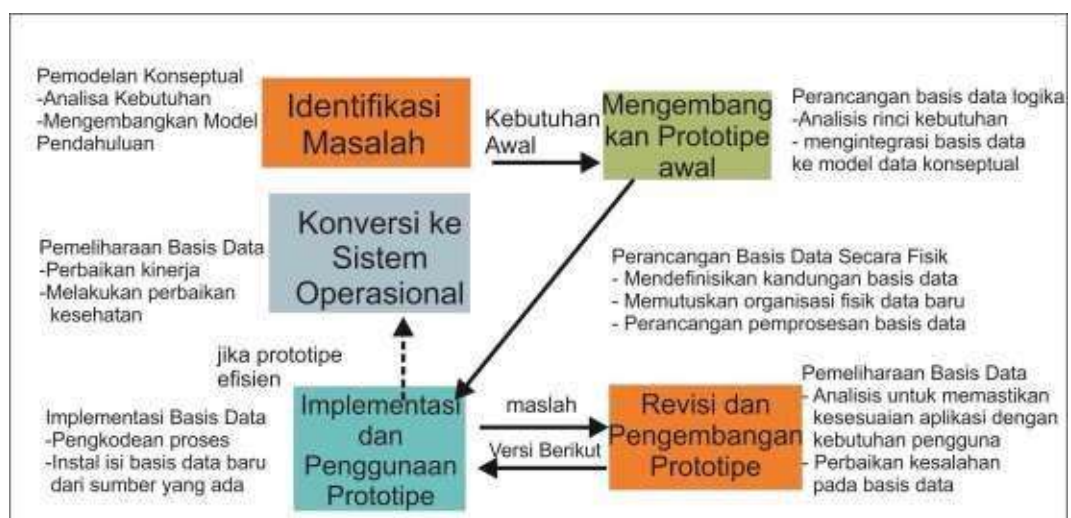 Pemodelan Konseptual
-Analisa Kebutuhan
-Mengembangkan Model
Pendahuluan
Identifikasi
Masalah
Kebutuhan
Awal
Mengembang
kan Prototipe
awal
Perancangan basis data logika
-Analisis rinci kebutuhan
- mengintegrasi basis data
ke model data konseptual
Pemeliharaan Basis Data
-Perbaikan kinerja
-Melakukan perbaikan
kesehatan
Konversi ke
Sistem
Operasional
Perancangan Basis Data Secara Fisik
- Mendefinisikan kandungan basis data
- Memutuskan organisasi fisik data baru
- Perancangan pemprosesan basis data
jika prototipe
efisien
Implementasi Basis Data
-Pengkodean proses
-Instal isi basis data baru
dari sumber yang ada
Implementasi
dan
Penggunaan
Prototipe
maslah
Versi Berikut
Revisi dan
Pengembangan
Prototipe
Pemeliharaan Basis Data
- Analisis untuk memastikan
kesesuaian aplikasi dengan
kebutuhan pengguna
- Perbaikan kesalahan
pada basis data